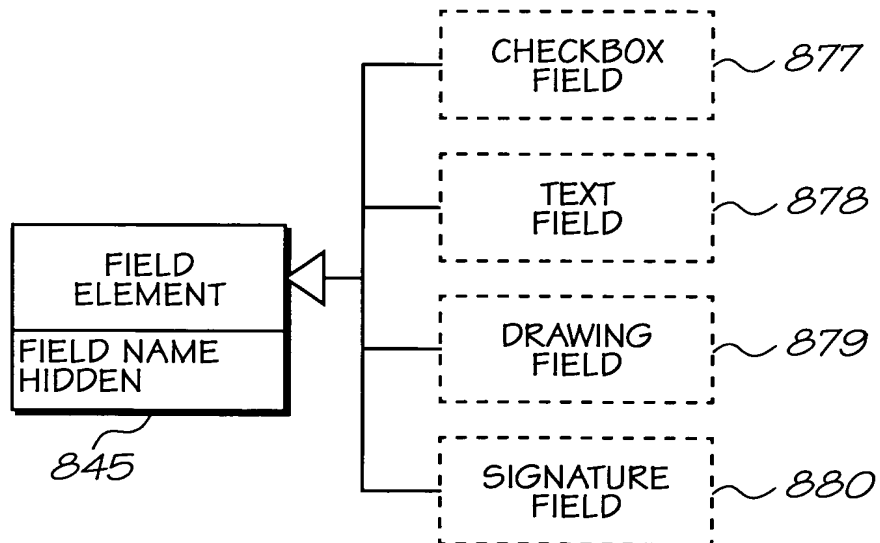 CHECKBOX
FIELD
877
TEXT
FIELD
878
FIELD
ELEMENT
FIELD NAME
HIDDEN
845
DRAWING
FIELD
879
SIGNATURE
FIELD
880